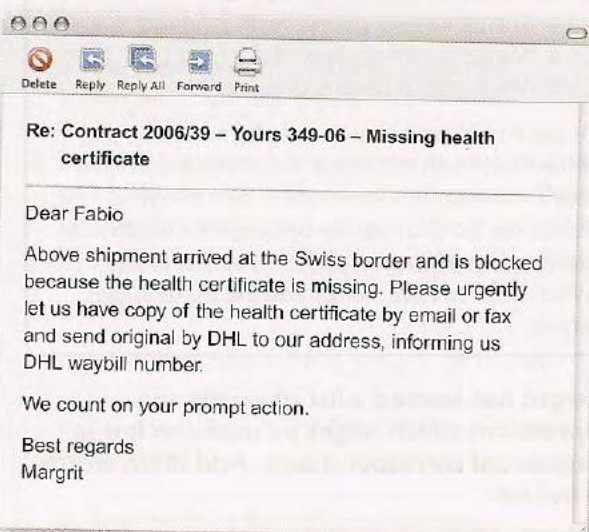 Delete Reply Reply All Forward Print
Re: Contract 2006/39 – Yours 349-06 – Missing health
certificate
Dear Fabio
Above shipment arrived at the Swiss border and is blocked
because the health certificate is missing. Please urgently
let us have copy of the health certificate by email or fax
and send original by DHL to our address, informing us
DHL waybill number.
We count on your prompt action.
Best regards
Margrit